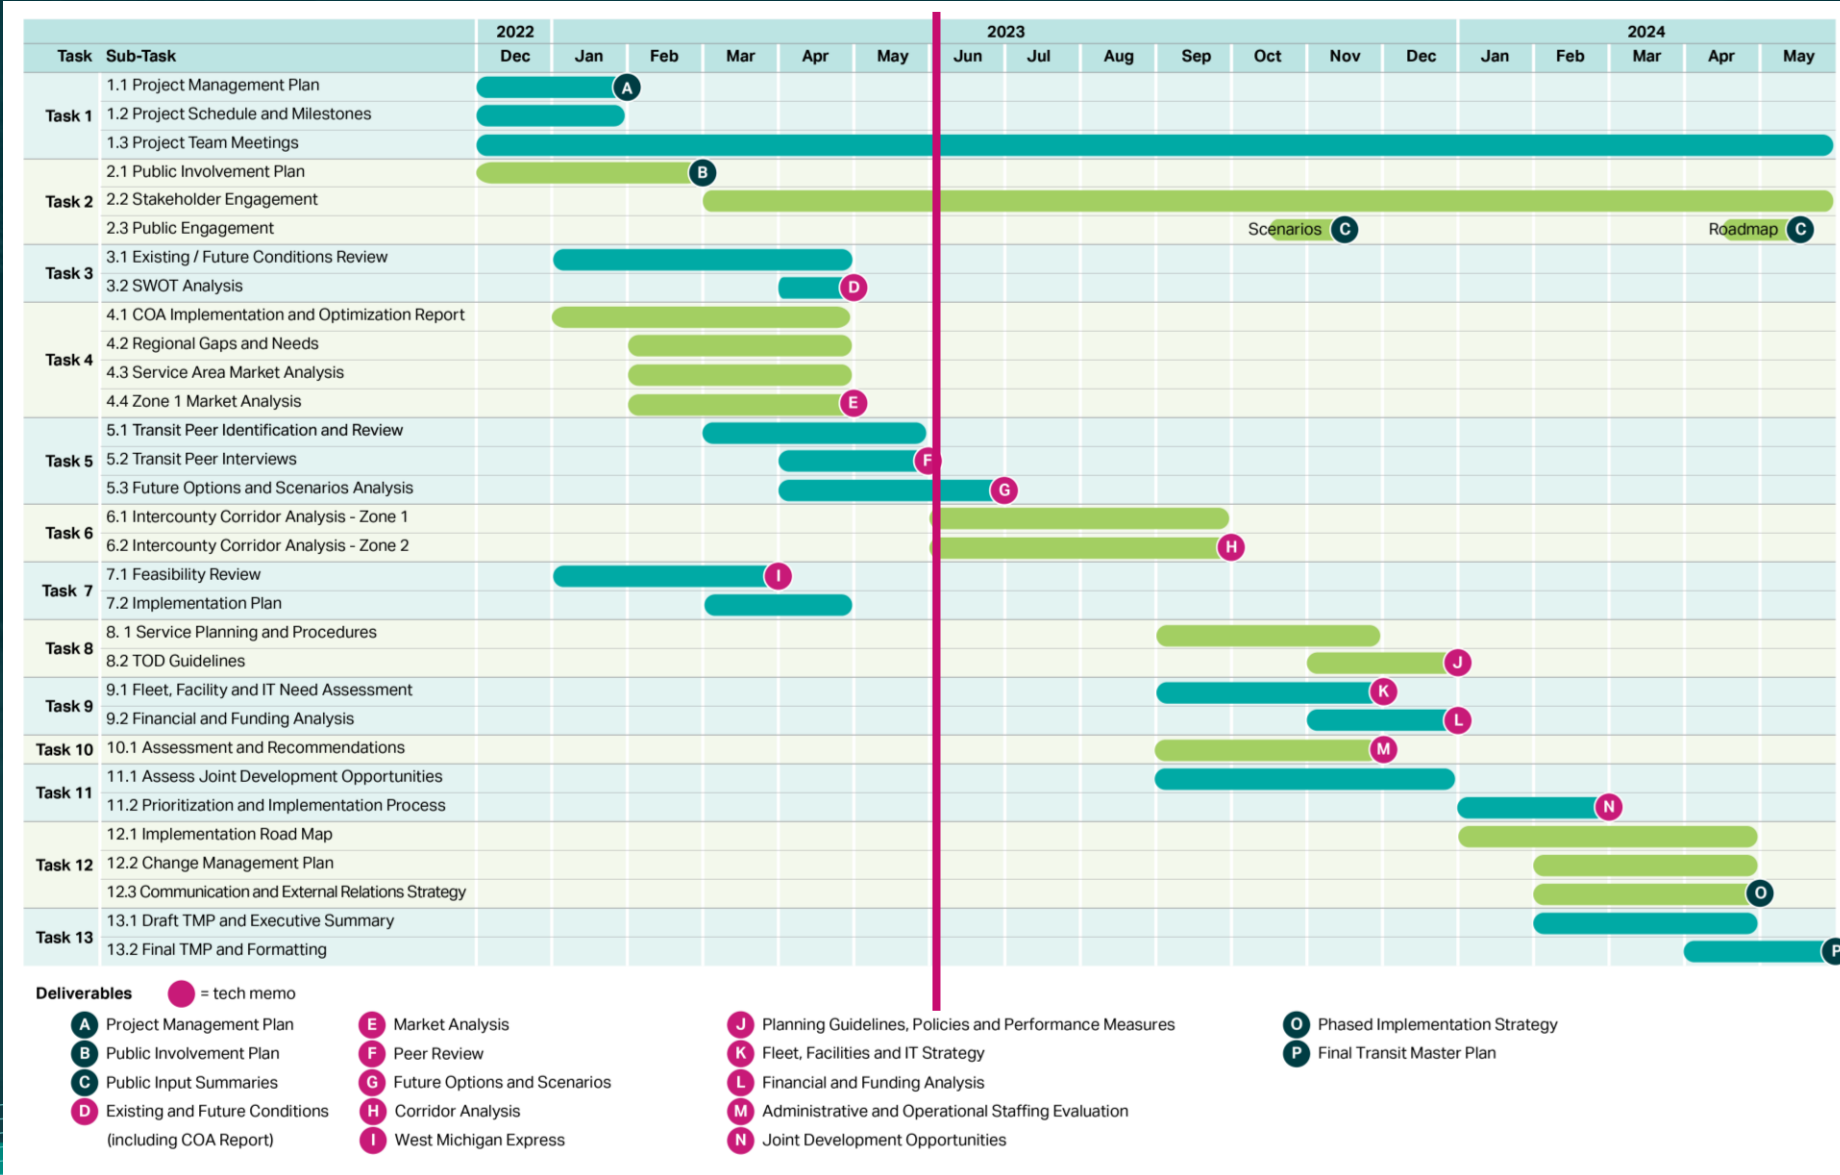 2022 2023 2024
Task Sub-Task Dec Jan Feb Mar Apr May Jun Jul Aug Sep Oct Nov Dec Jan Feb Mar Apr May
Task 1
1.1 Project Management Plan A
1.2 Project Schedule and Milestones
1.3 Project Team Meetings
Task 2
2.1 Public Involvement Plan B
2.2 Stakeholder Engagement
2.3 Public Engagement Scenarios C Roadmap C
Task 3
3.1 Existing / Future Conditions Review
3.2 SWOT Analysis D
Task 4
4.1 COA Implementation and Optimization Report
4.2 Regional Gaps and Needs
4.3 Service Area Market Analysis
4.4 Zone 1 Market Analysis E
Task 5
5.1 Transit Peer Identification and Review
5.2 Transit Peer Interviews F
5.3 Future Options and Scenarios Analysis G
Task 6
6.1 Intercounty Corridor Analysis - Zone 1
6.2 Intercounty Corridor Analysis - Zone 2 H
Task 7
7.1 Feasibility Review I
7.2 Implementation Plan
Task 8
8. 1 Service Planning and Procedures
8.2 TOD Guidelines J
Task 9
9.1 Fleet, Facility and IT Need Assessment K
9.2 Financial and Funding Analysis L
Task 10
10.1 Assessment and Recommendations M
Task 11
11.1 Assess Joint Development Opportunities
11.2 Prioritization and Implementation Process N
Task 12
12.1 Implementation Road Map
12.2 Change Management Plan
12.3 Communication and External Relations Strategy O
Task 13
13.1 Draft TMP and Executive Summary
13.2 Final TMP and Formatting P
Deliverables = tech memo
A Project Management Plan
B Public Involvement Plan
C Public Input Summaries
D Existing and Future Conditions
(including COA Report)
E Market Analysis
F Peer Review
G Future Options and Scenarios
H Corridor Analysis
I West Michigan Express
J Planning Guidelines, Policies and Performance Measures
K Fleet, Facilities and IT Strategy
L Financial and Funding Analysis
M Administrative and Operational Staffing Evaluation
N Joint Development Opportunities
O Phased Implementation Strategy
P Final Transit Master Plan